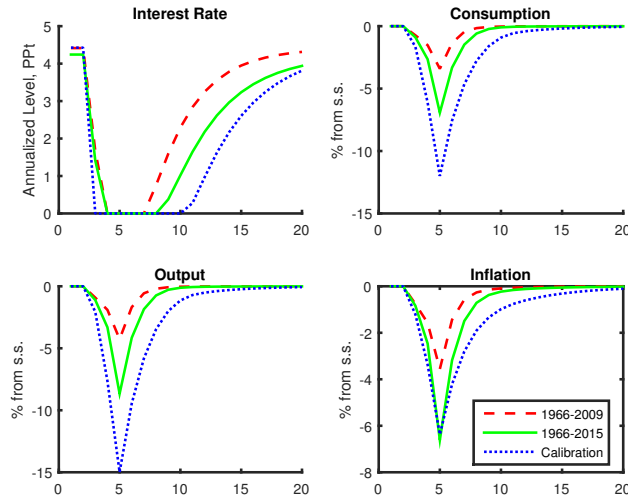 Interest Rate
Annualized Level, PPt
5
4
3
2
1
0
0 5 10 15 20
Consumption
% from s.s.
0
-5
-10
-15
0 5 10 15 20
Output
% from s.s.
0
-5
-10
-15
0 5 10 15 20
Inflation
% from s.s.
0
-2
-4
-6
-8
0 5 10 15 20
1966-2009
1966-2015
Calibration